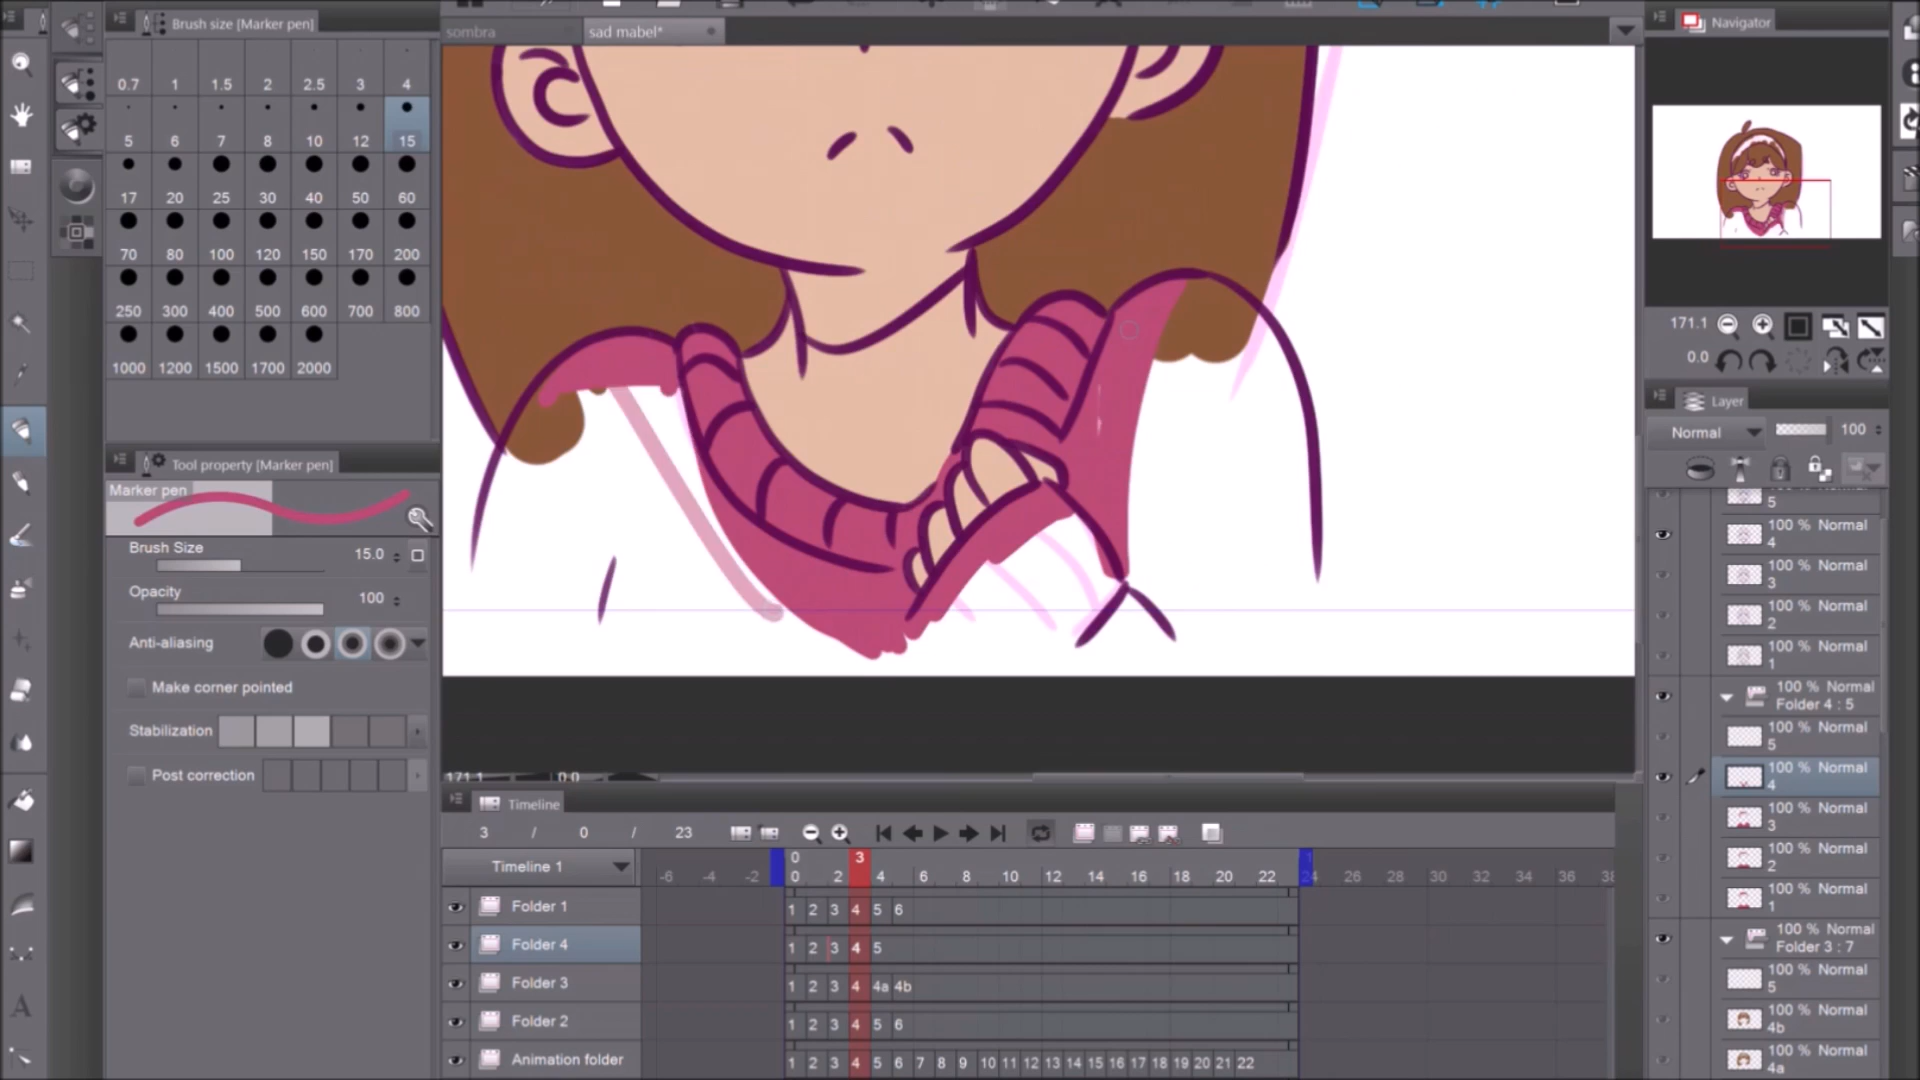 Brush size [Marker pen]
0.7 1 1.5 2 2.5 3 4
5 6 7 8 10 12 15
17 20 25 30 40 50 60
70 80 100 120 150 170 200
250 300 400 500 600 700 800
1000 1200 1500 1700 2000
Tool property [Marker pen]
Marker pen
Brush Size 15.0
Opacity 100
Anti-aliasing
Make corner pointed
Stabilization
Post correction
sombra
sad mabel*
171.1 0.0
Timeline
3 / 0 / 23
Timeline 1
0 3 1
-6 -4 -2 0 2 4 6 8 10 12 14 16 18 20 22 24 26 28 30 32 34 36 38
Folder 1
1 2 3 4 5 6
Folder 4
1 2 3 4 5
Folder 3
1 2 3 4 4a 4b
Folder 2
1 2 3 4 5 6
Animation folder
1 2 3 4 5 6 7 8 9 10 11 12 13 14 15 16 17 18 19 20 21 22
Navigator
171.1
0.0
Layer
Normal 100
5
100 % Normal
4
100 % Normal
3
100 % Normal
2
100 % Normal
1
100 % Normal
Folder 4 : 5
100 % Normal
5
100 % Normal
4
100 % Normal
3
100 % Normal
2
100 % Normal
1
100 % Normal
Folder 3 : 7
100 % Normal
5
100 % Normal
4b
100 % Normal
4a
A